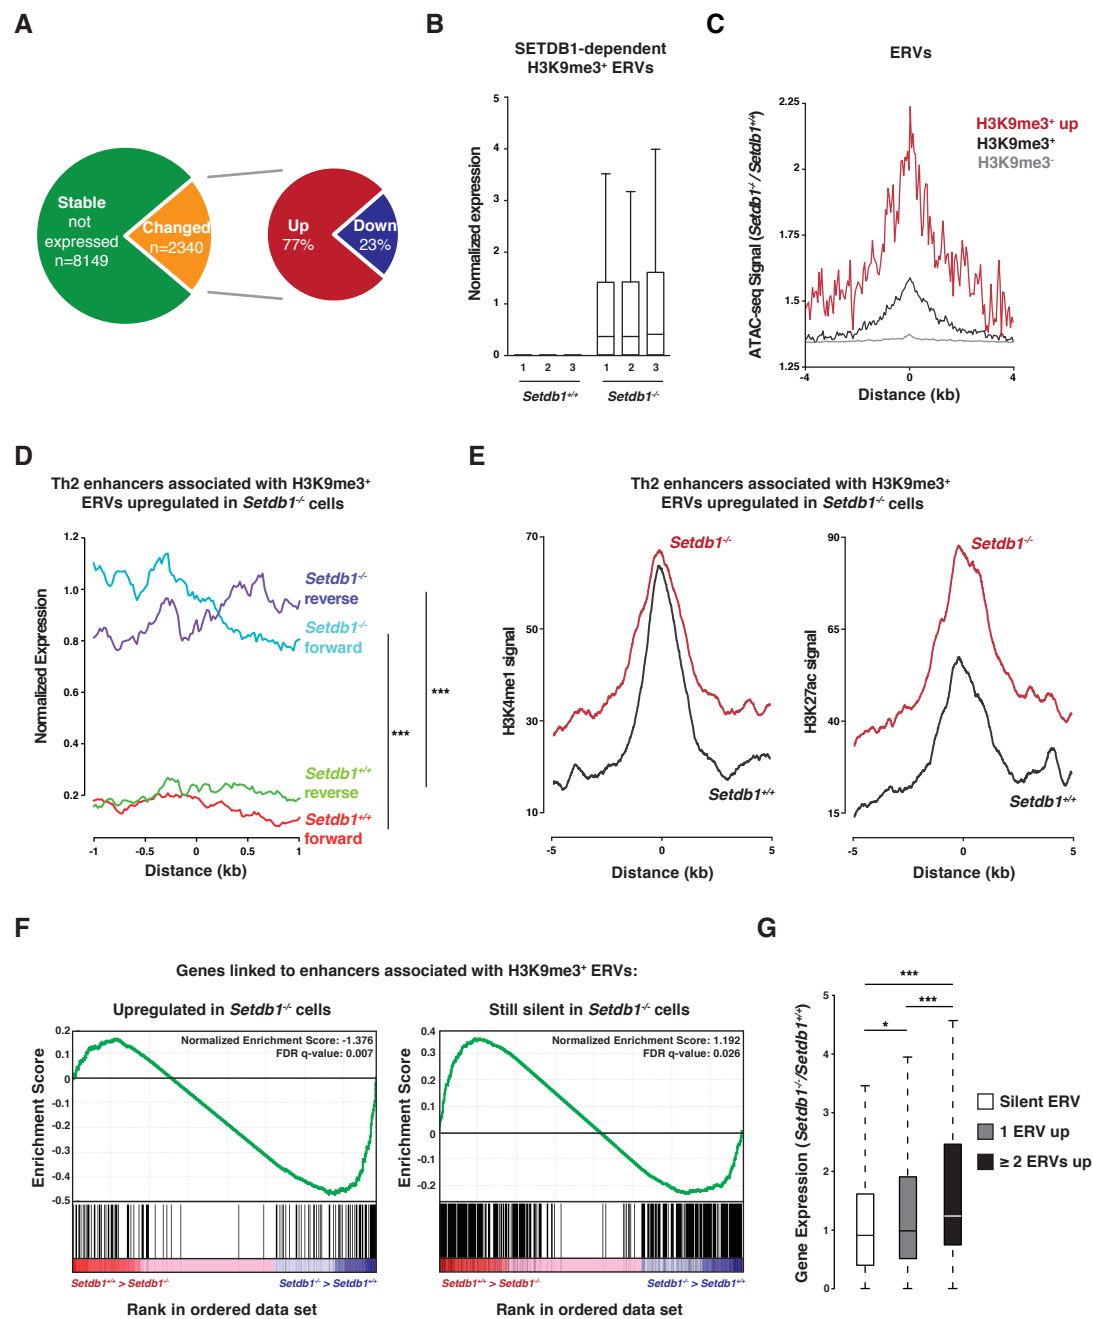 A
Stable
not
expressed
n=8149
Changed
n=2340
Up
77%
Down
23%
B
SETDB1-dependent
H3K9me3⁺ ERVs
Normalized expression
5
4
3
2
1
0
1 2 3 1 2 3
Setdb1⁺/⁺ Setdb1⁻/⁻
C
ERVs
ATAC-seq Signal (Setdb1⁻/⁻ / Setdb1⁺/⁺)
2.25
2
1.75
1.5
1.25
-4 0 4
Distance (kb)
H3K9me3⁺ up
H3K9me3⁺
H3K9me3⁻
D
Th2 enhancers associated with H3K9me3⁺
ERVs upregulated in Setdb1⁻/⁻ cells
Normalized Expression
1.2
1.0
0.8
0.6
0.4
0.2
-1 -0.5 0 0.5 1
Distance (kb)
Setdb1⁻/⁻
reverse
Setdb1⁻/⁻
forward
Setdb1⁺/⁺
reverse
Setdb1⁺/⁺
forward
***
***
E
Th2 enhancers associated with H3K9me3⁺
ERVs upregulated in Setdb1⁻/⁻ cells
H3K4me1 signal
70
50
30
10
Setdb1⁻/⁻
Setdb1⁺/⁺
-5 0 5
Distance (kb)
H3K27ac signal
90
65
40
15
Setdb1⁻/⁻
Setdb1⁺/⁺
-5 0 5
Distance (kb)
F
Genes linked to enhancers associated with H3K9me3⁺ ERVs:
Upregulated in Setdb1⁻/⁻ cells
Enrichment Score
0.2
0.1
0
-0.1
-0.2
-0.3
-0.4
-0.5
Normalized Enrichment Score: -1.376
FDR q-value: 0.007
Setdb1⁺/⁺ > Setdb1⁻/⁻ Setdb1⁻/⁻ > Setdb1⁺/⁺
Rank in ordered data set
Still silent in Setdb1⁻/⁻ cells
Enrichment Score
0.4
0.3
0.2
0.1
0
-0.1
-0.2
Normalized Enrichment Score: 1.192
FDR q-value: 0.026
Setdb1⁺/⁺ > Setdb1⁻/⁻ Setdb1⁻/⁻ > Setdb1⁺/⁺
Rank in ordered data set
G
Gene Expression (Setdb1⁻/⁻/Setdb1⁺/⁺)
5
4
3
2
1
0
***
***
*
Silent ERV
1 ERV up
≥ 2 ERVs up